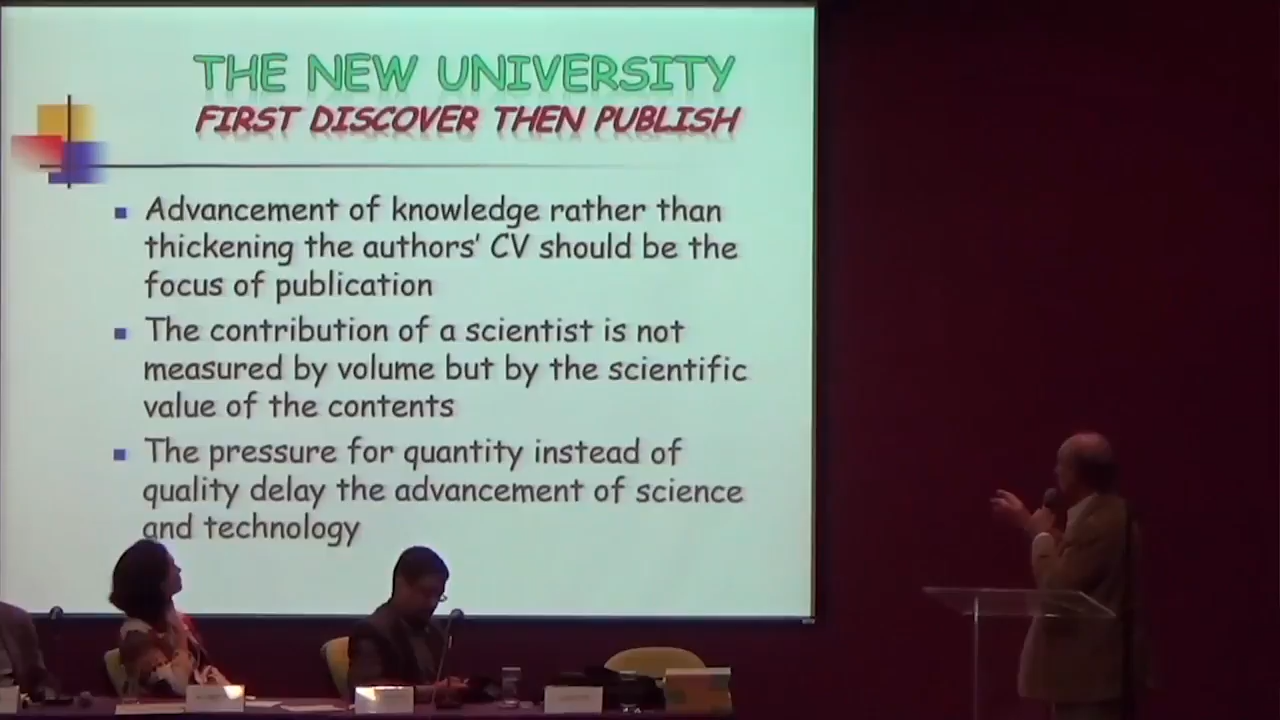 THE NEW UNIVERSITY
FIRST DISCOVER THEN PUBLISH
Advancement of knowledge rather than
thickening the authors' CV should be the
focus of publication
The contribution of a scientist is not
measured by volume but by the scientific
value of the contents
The pressure for quantity instead of
quality delay the advancement of science
and technology